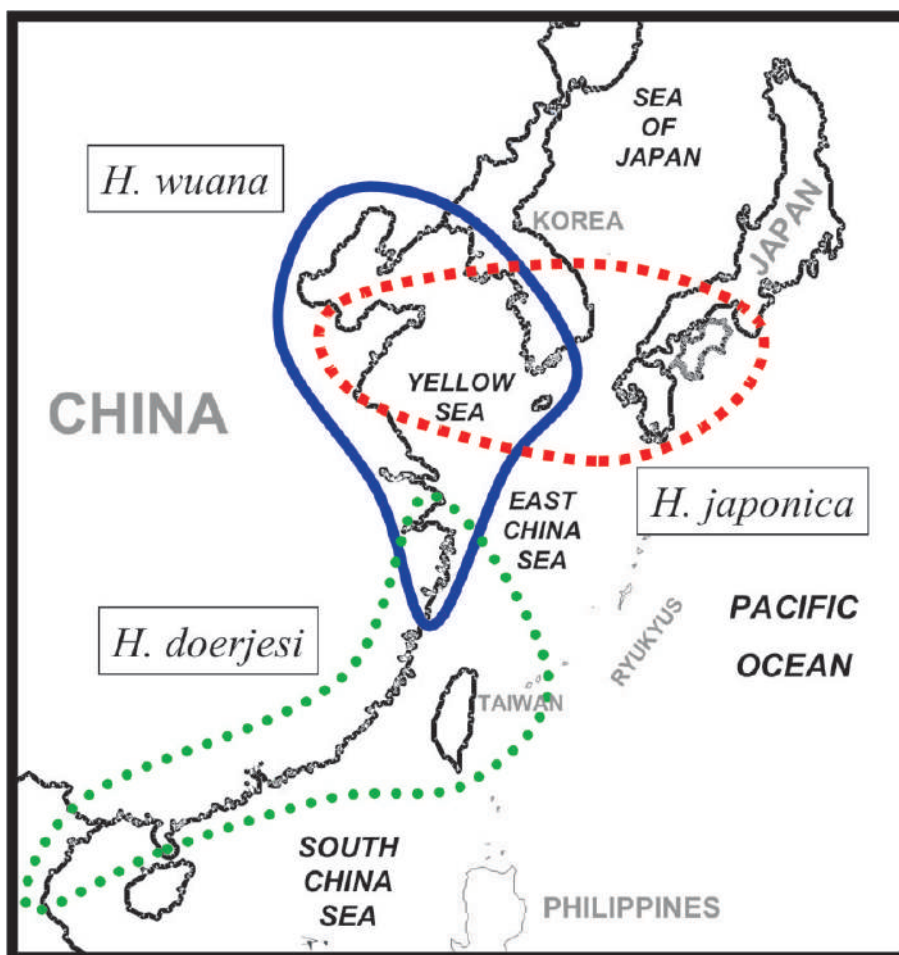 SEA
OF
JAPAN
H. wuana
KOREA
JAPAN
CHINA
YELLOW
SEA
H. japonica
EAST
CHINA
SEA
PACIFIC
OCEAN
H. doerjesi
RYUKYUS
TAIWAN
SOUTH
CHINA
SEA
PHILIPPINES